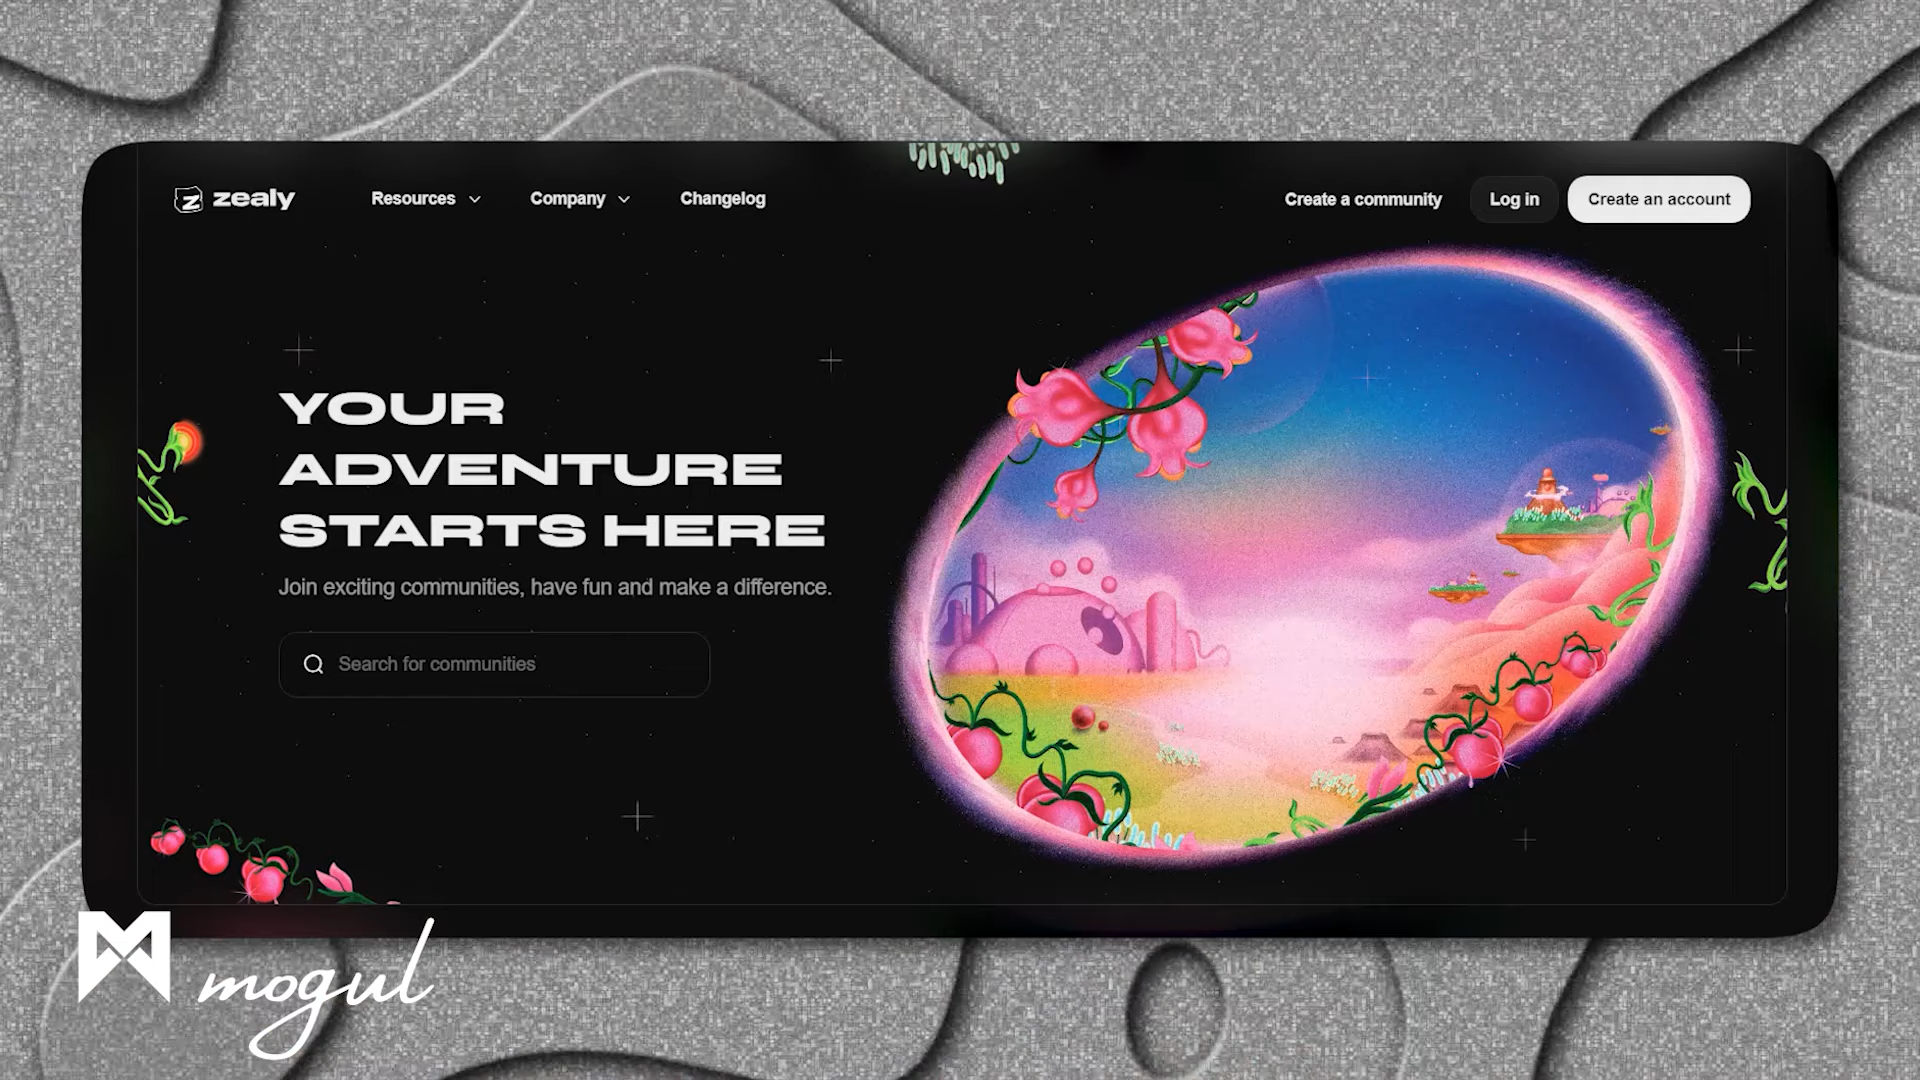 zealy
Resources
Company
Changelog
Create a community
Log in
Create an account
YOUR
ADVENTURE
STARTS HERE
Join exciting communities, have fun and make a difference.
Search for communities
mogul